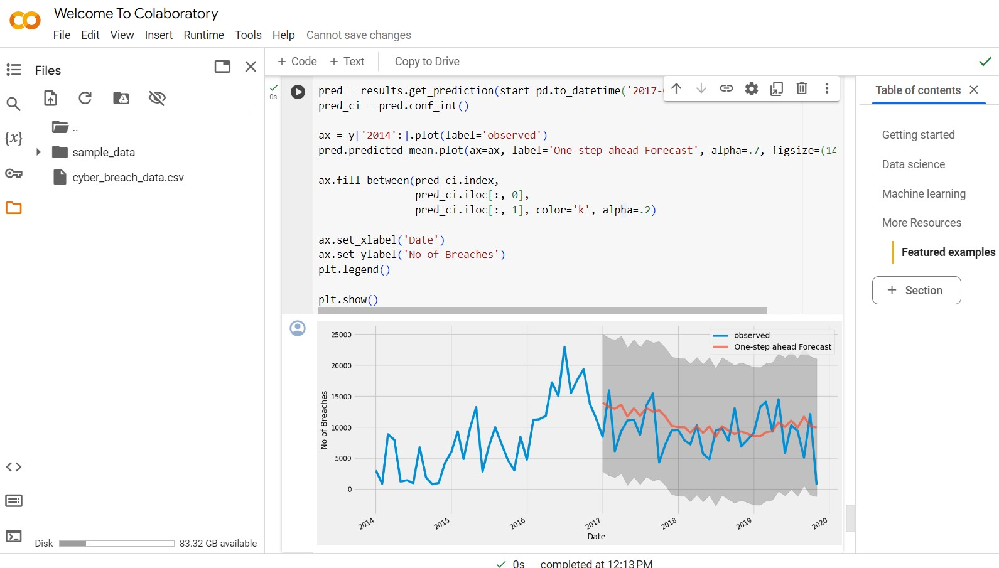 Welcome To Colaboratory
File Edit View Insert Runtime Tools Help Cannot save changes
Files
..
sample_data
cyber_breach_data.csv
Disk 83.32 GB available
+ Code + Text Copy to Drive
0s
pred = results.get_prediction(start=pd.to_datetime('2017-
pred_ci = pred.conf_int()
ax = y['2014':].plot(label='observed')
pred.predicted_mean.plot(ax=ax, label='One-step ahead Forecast', alpha=.7, figsize=(14
ax.fill_between(pred_ci.index,
pred_ci.iloc[:, 0],
pred_ci.iloc[:, 1], color='k', alpha=.2)
ax.set_xlabel('Date')
ax.set_ylabel('No of Breaches')
plt.legend()
plt.show()
observed
One-step ahead Forecast
25000
20000
15000
10000
5000
0
No of Breaches
2014 2015 2016 2017 2018 2019 2020
Date
Table of contents
Getting started
Data science
Machine learning
More Resources
Featured examples
+ Section
0s completed at 12:13 PM